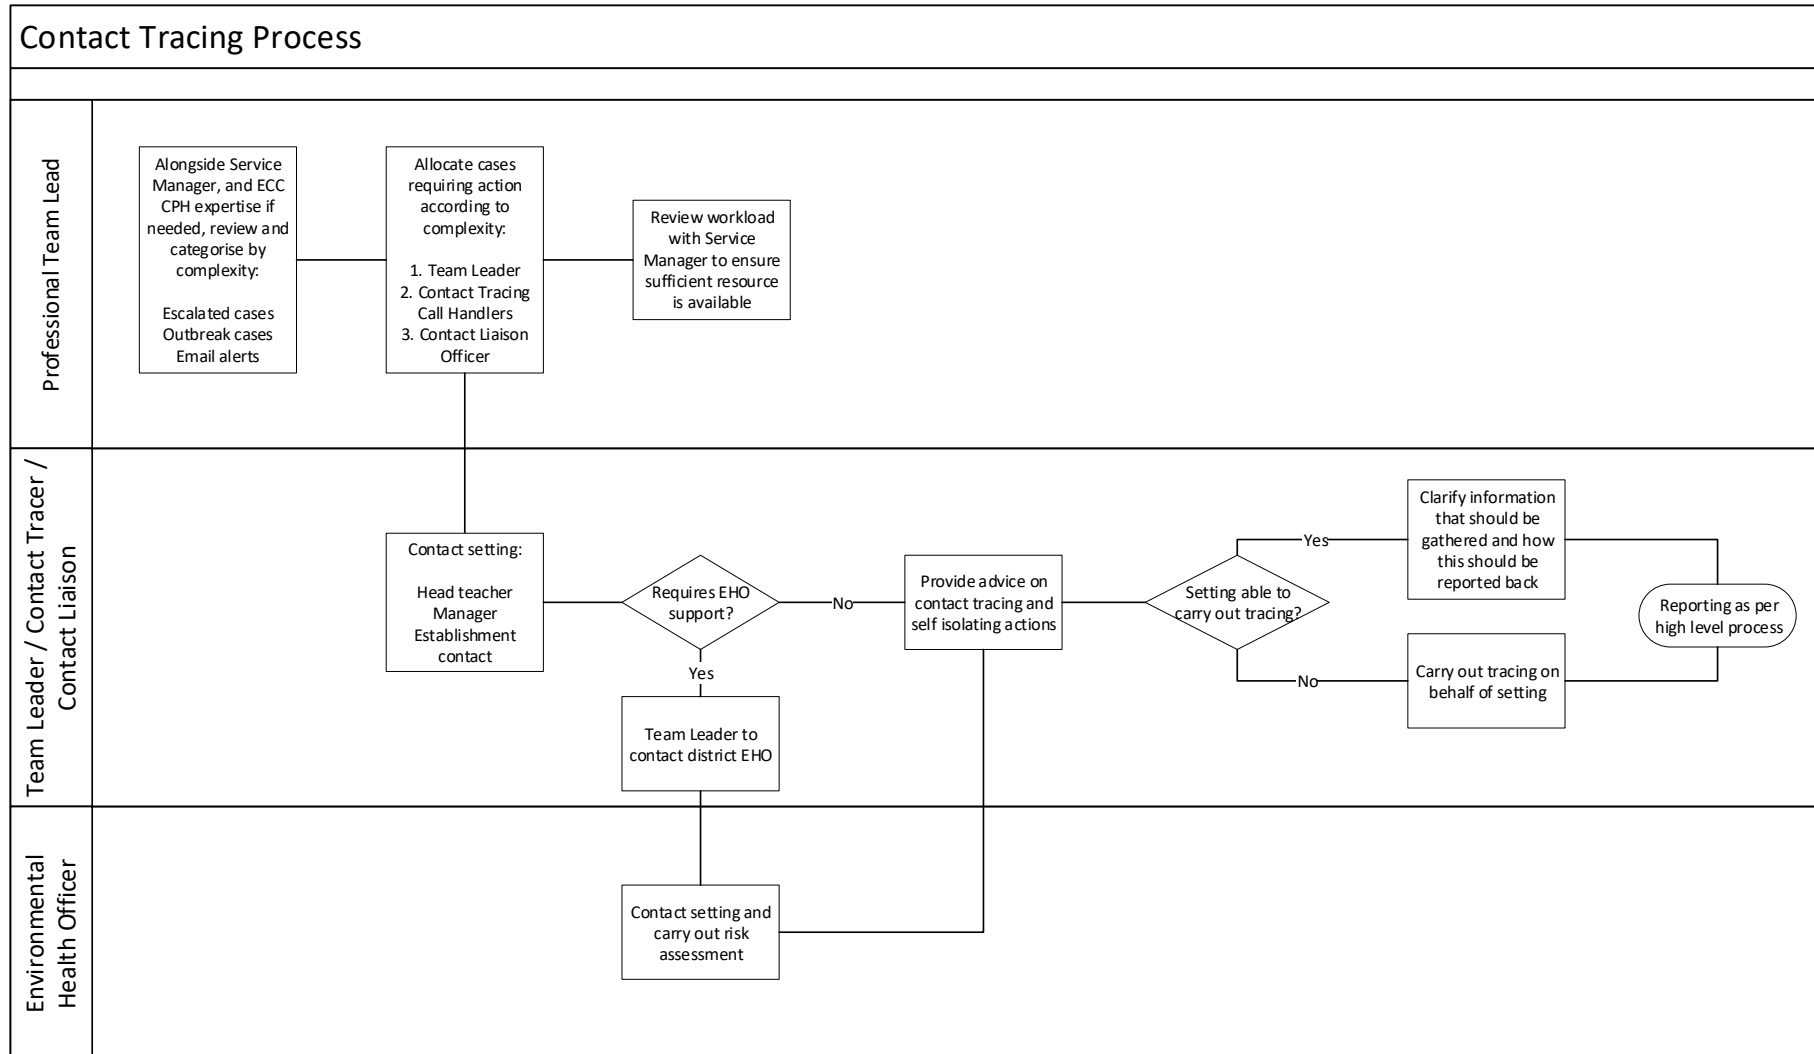 Contact Tracing Process
Professional Team Lead
Alongside Service
Manager, and ECC
CPH expertise if
needed, review and
categorise by
complexity:
Escalated cases
Outbreak cases
Email alerts
Allocate cases
requiring action
according to
complexity:
1. Team Leader
2. Contact Tracing
Call Handlers
3. Contact Liaison
Officer
Review workload
with Service
Manager to ensure
sufficient resource
is available
Team Leader / Contact Tracer /
Contact Liaison
Contact setting:
Head teacher
Manager
Establishment
contact
Requires EHO
support?
No
Yes
Team Leader to
contact district EHO
Provide advice on
contact tracing and
self isolating actions
Setting able to
carry out tracing?
Yes
Clarify information
that should be
gathered and how
this should be
reported back
No
Carry out tracing on
behalf of setting
Reporting as per
high level process
Environmental
Health Officer
Contact setting and
carry out risk
assessment